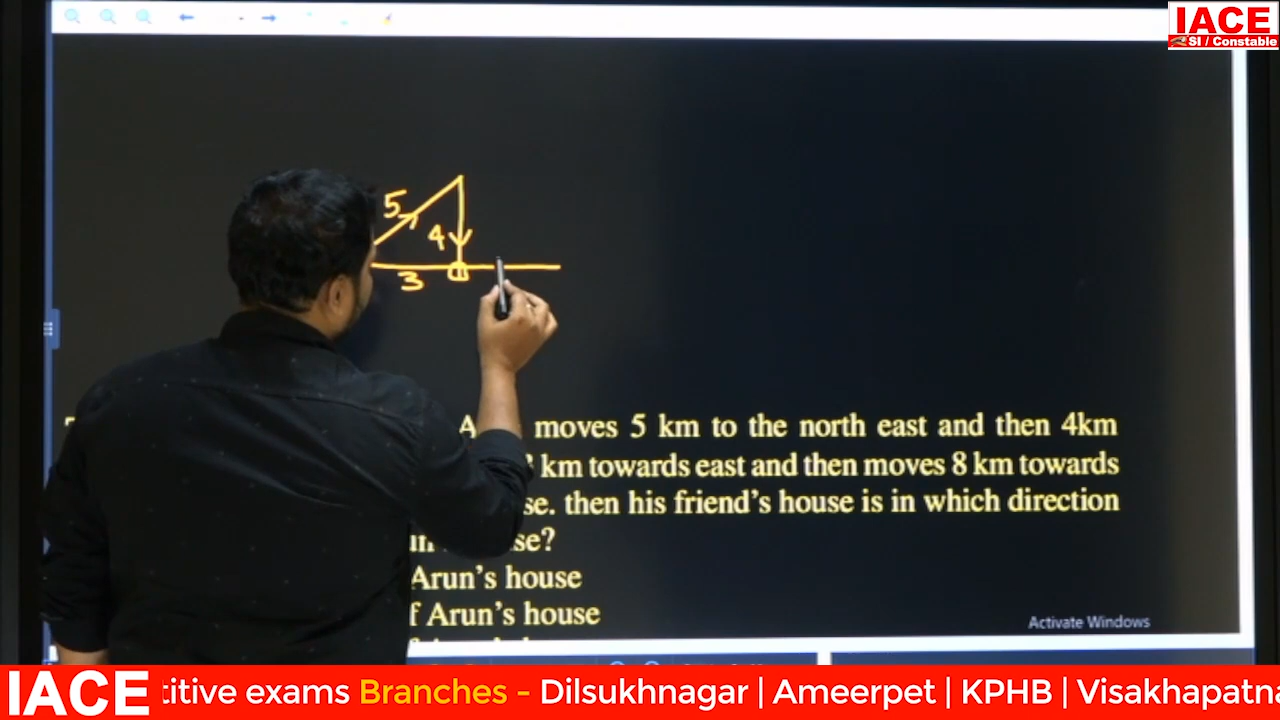 IACE
SI / Constable
5
4
3
moves 5 km to the north east and then 4km
km towards east and then moves 8 km towards
se. then his friend's house is in which direction
se?
Arun's house
f Arun's house
Activate Windows
IACE titive exams Branches - Dilsukhnagar | Ameerpet | KPHB | Visakhapatna